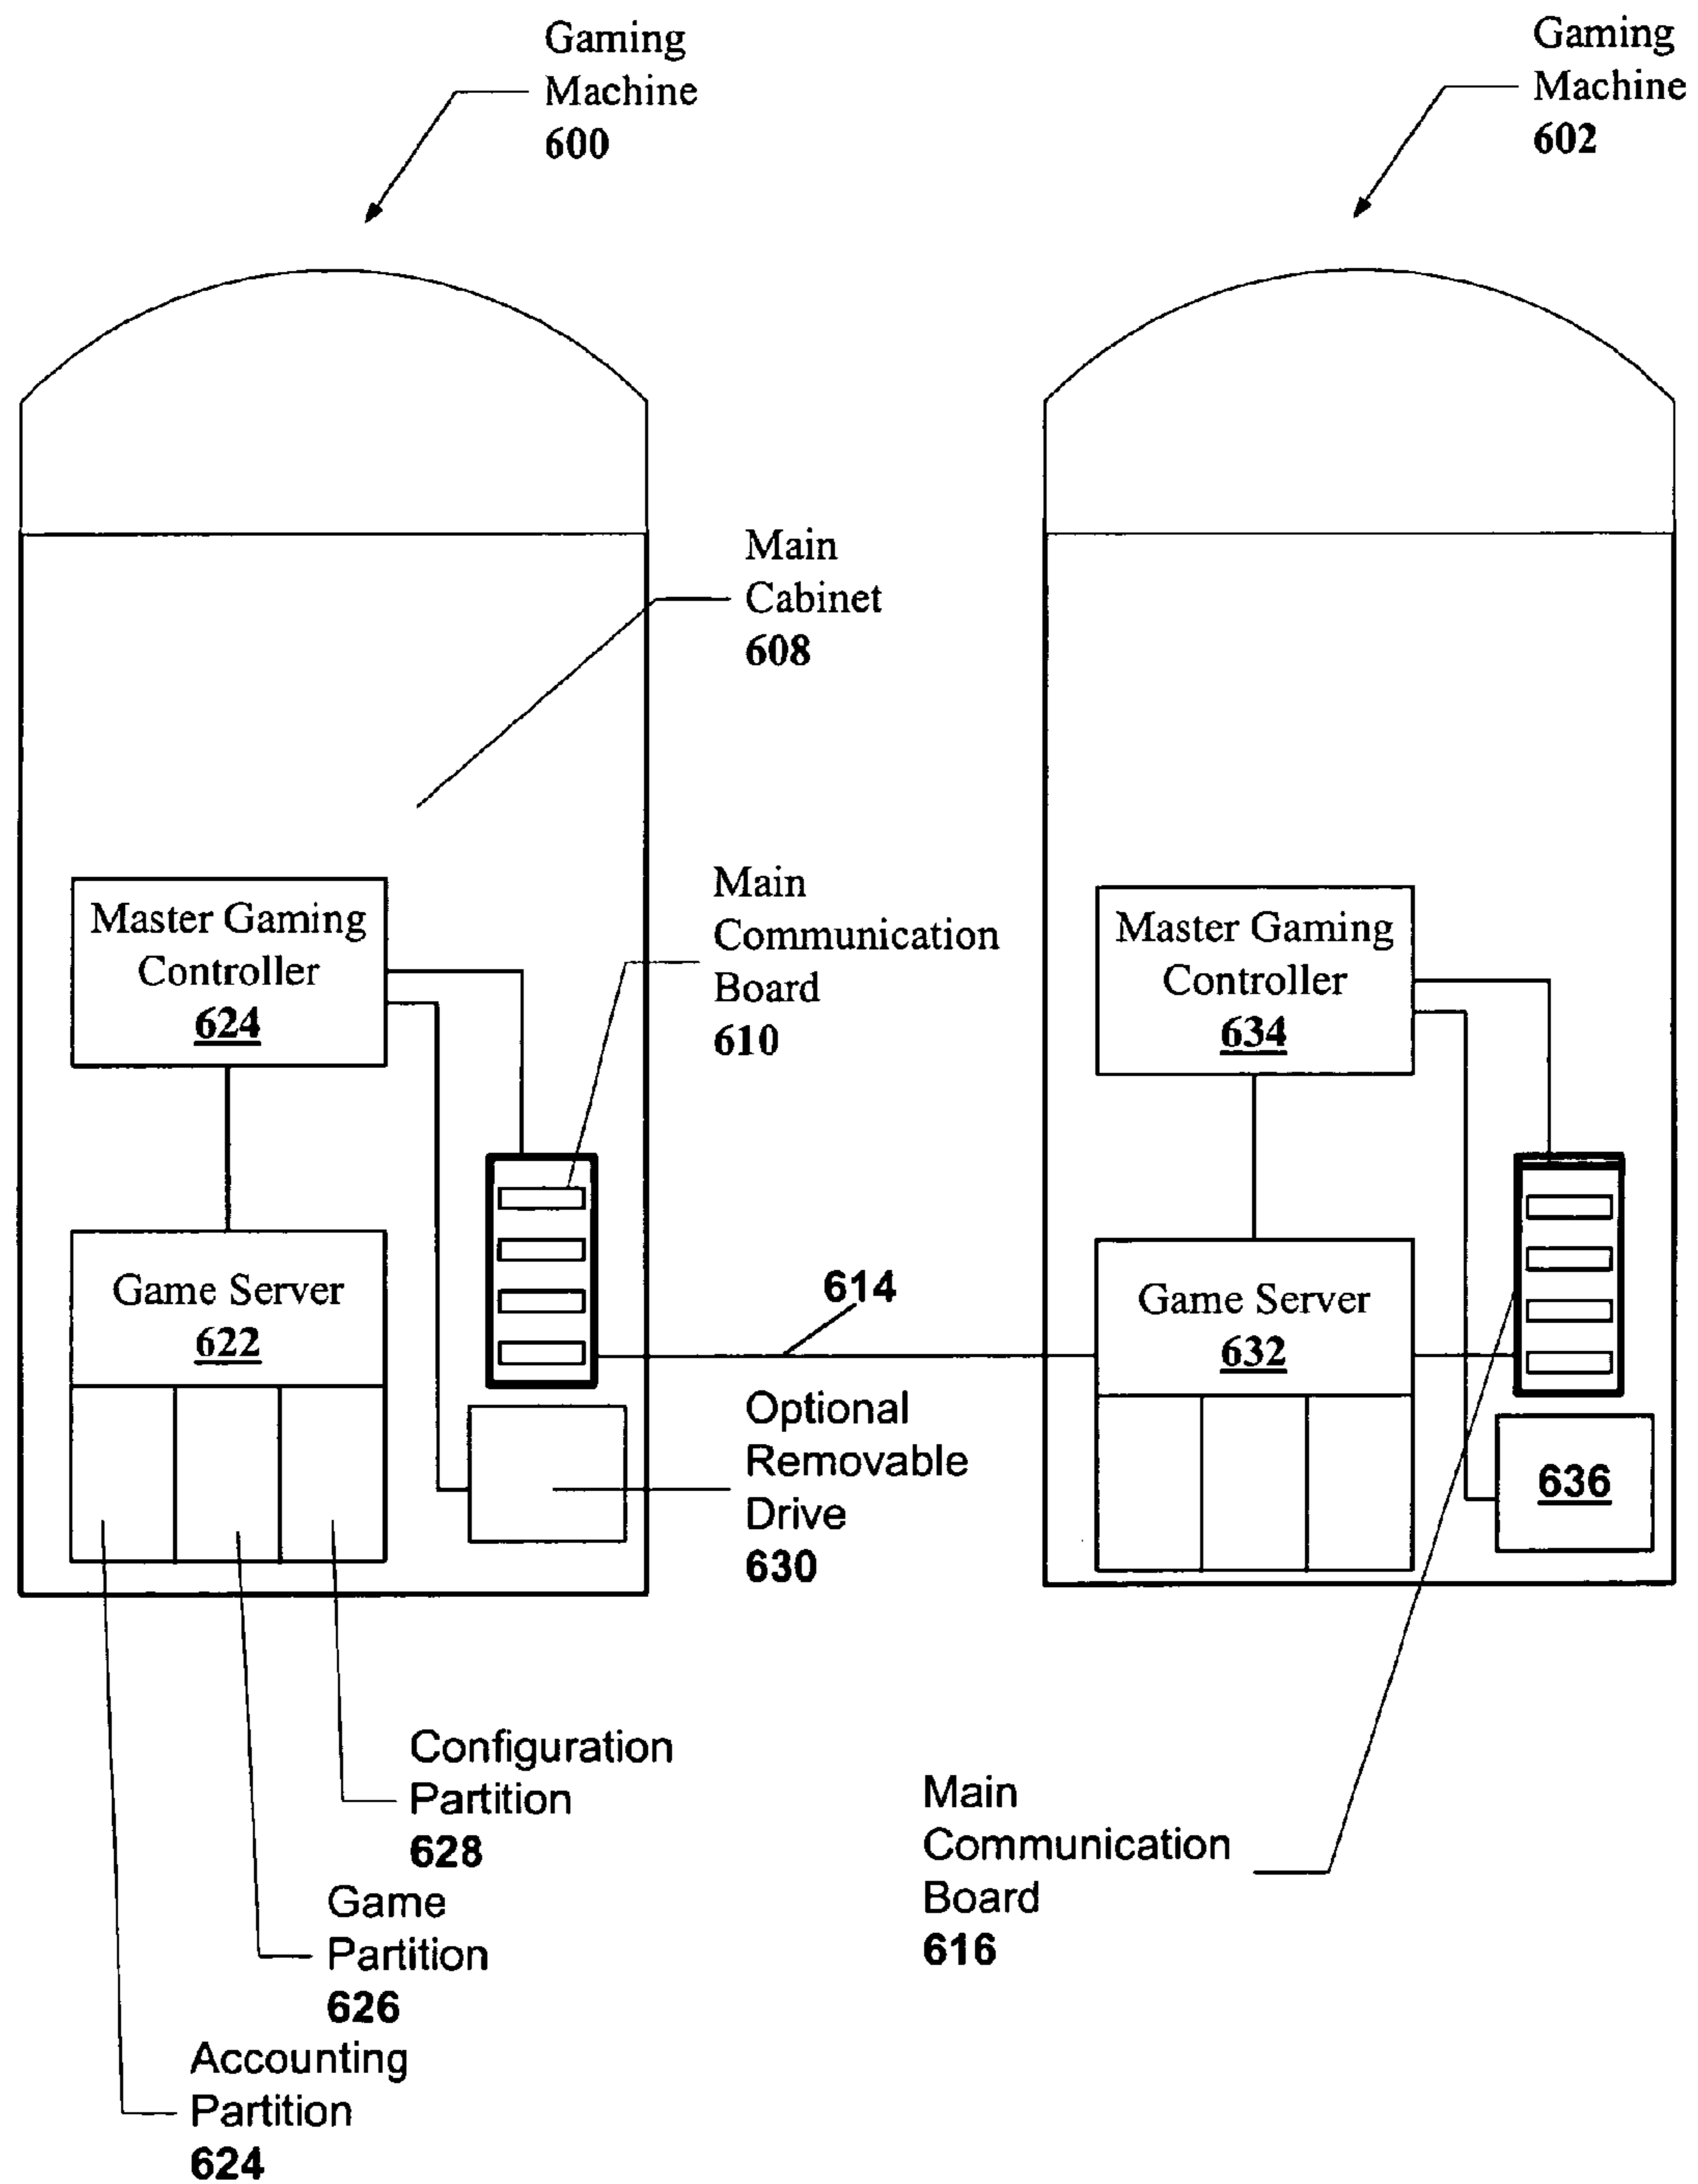 Gaming
Machine
600
Gaming
Machine
602
Main
Cabinet
608
Main
Communication
Board
610
Master Gaming
Controller
624
Master Gaming
Controller
634
Game Server
622
614
Game Server
632
Optional
Removable
Drive
630
636
Configuration
Partition
628
Game
Partition
626
Accounting
Partition
624
Main
Communication
Board
616